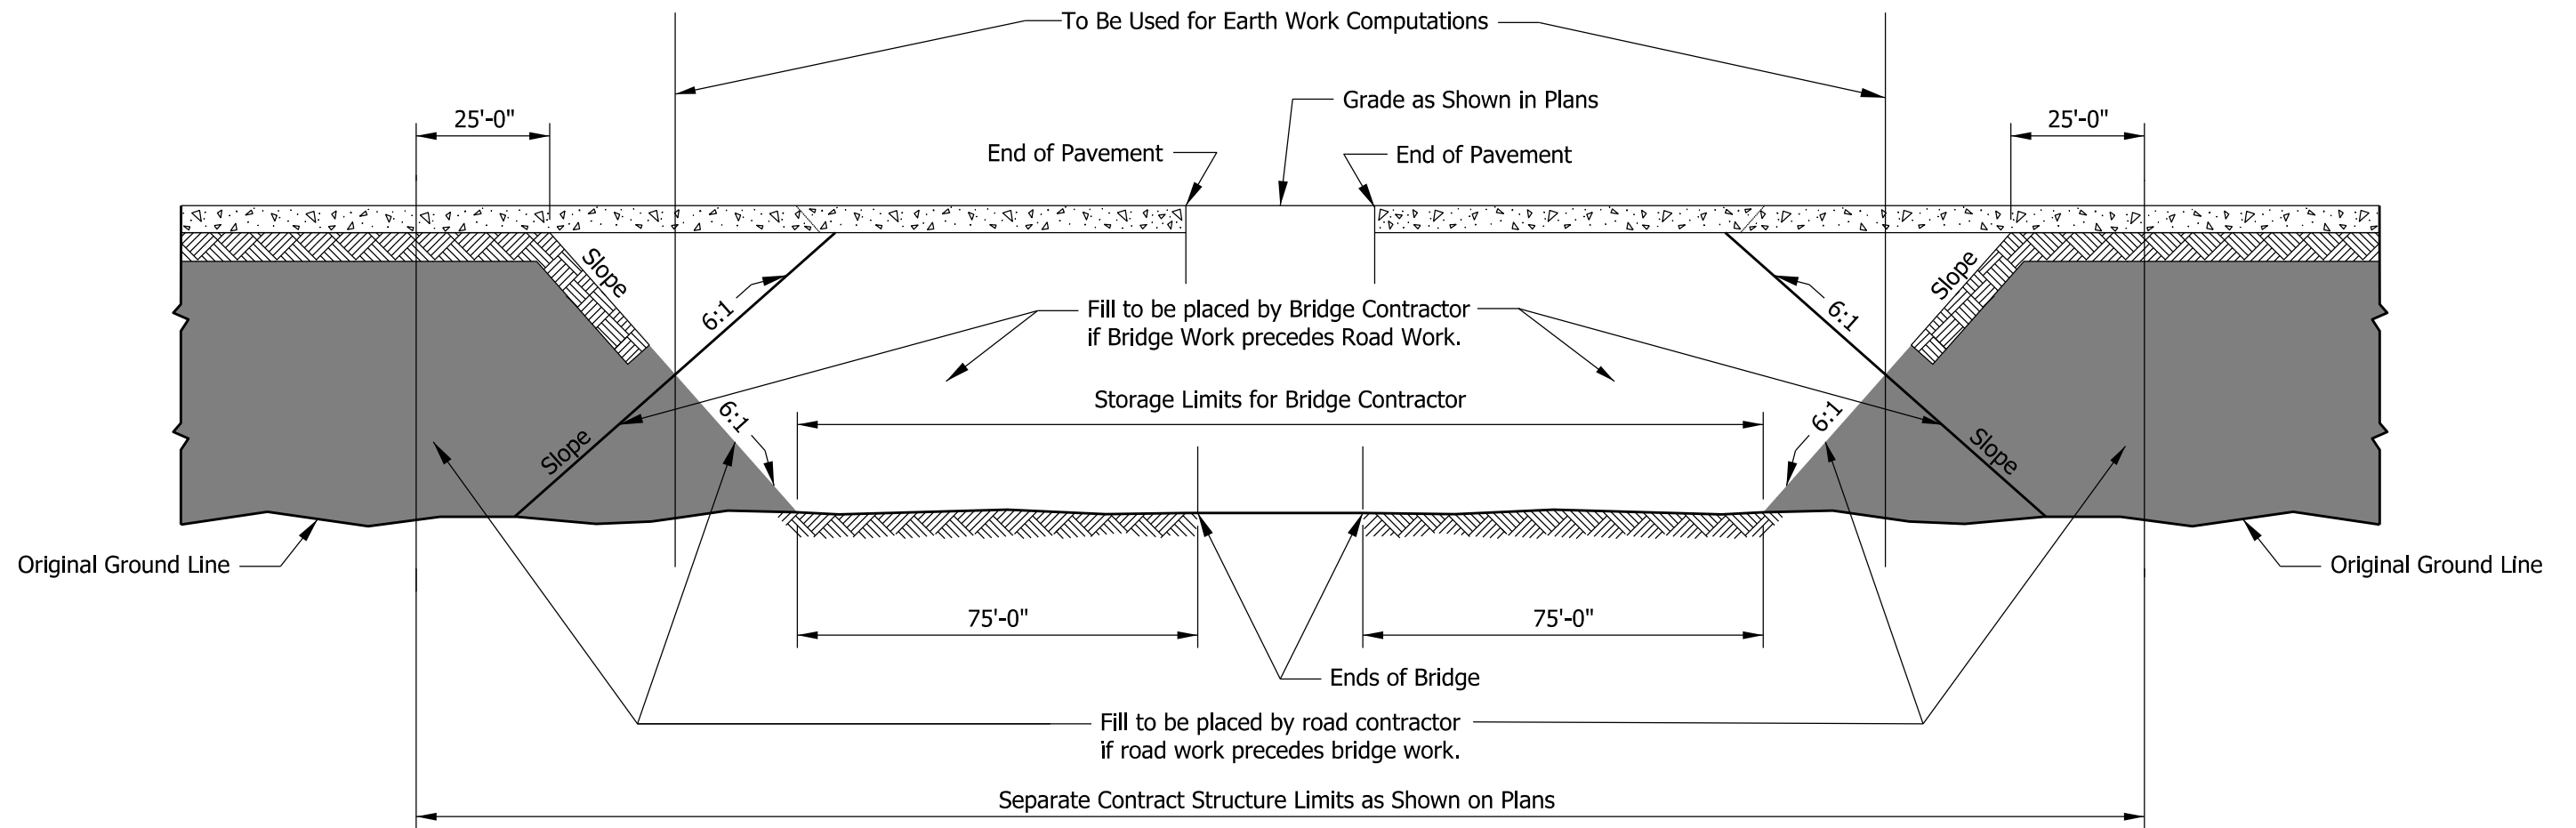 To Be Used for Earth Work Computations
Grade as Shown in Plans
25'-0"
25'-0"
End of Pavement
End of Pavement
Slope
6:1
Slope
6:1
Fill to be placed by Bridge Contractor
if Bridge Work precedes Road Work.
Storage Limits for Bridge Contractor
6:1
6:1
Slope
Slope
Original Ground Line
Original Ground Line
75'-0"
75'-0"
Ends of Bridge
Fill to be placed by road contractor
if road work precedes bridge work.
Separate Contract Structure Limits as Shown on Plans